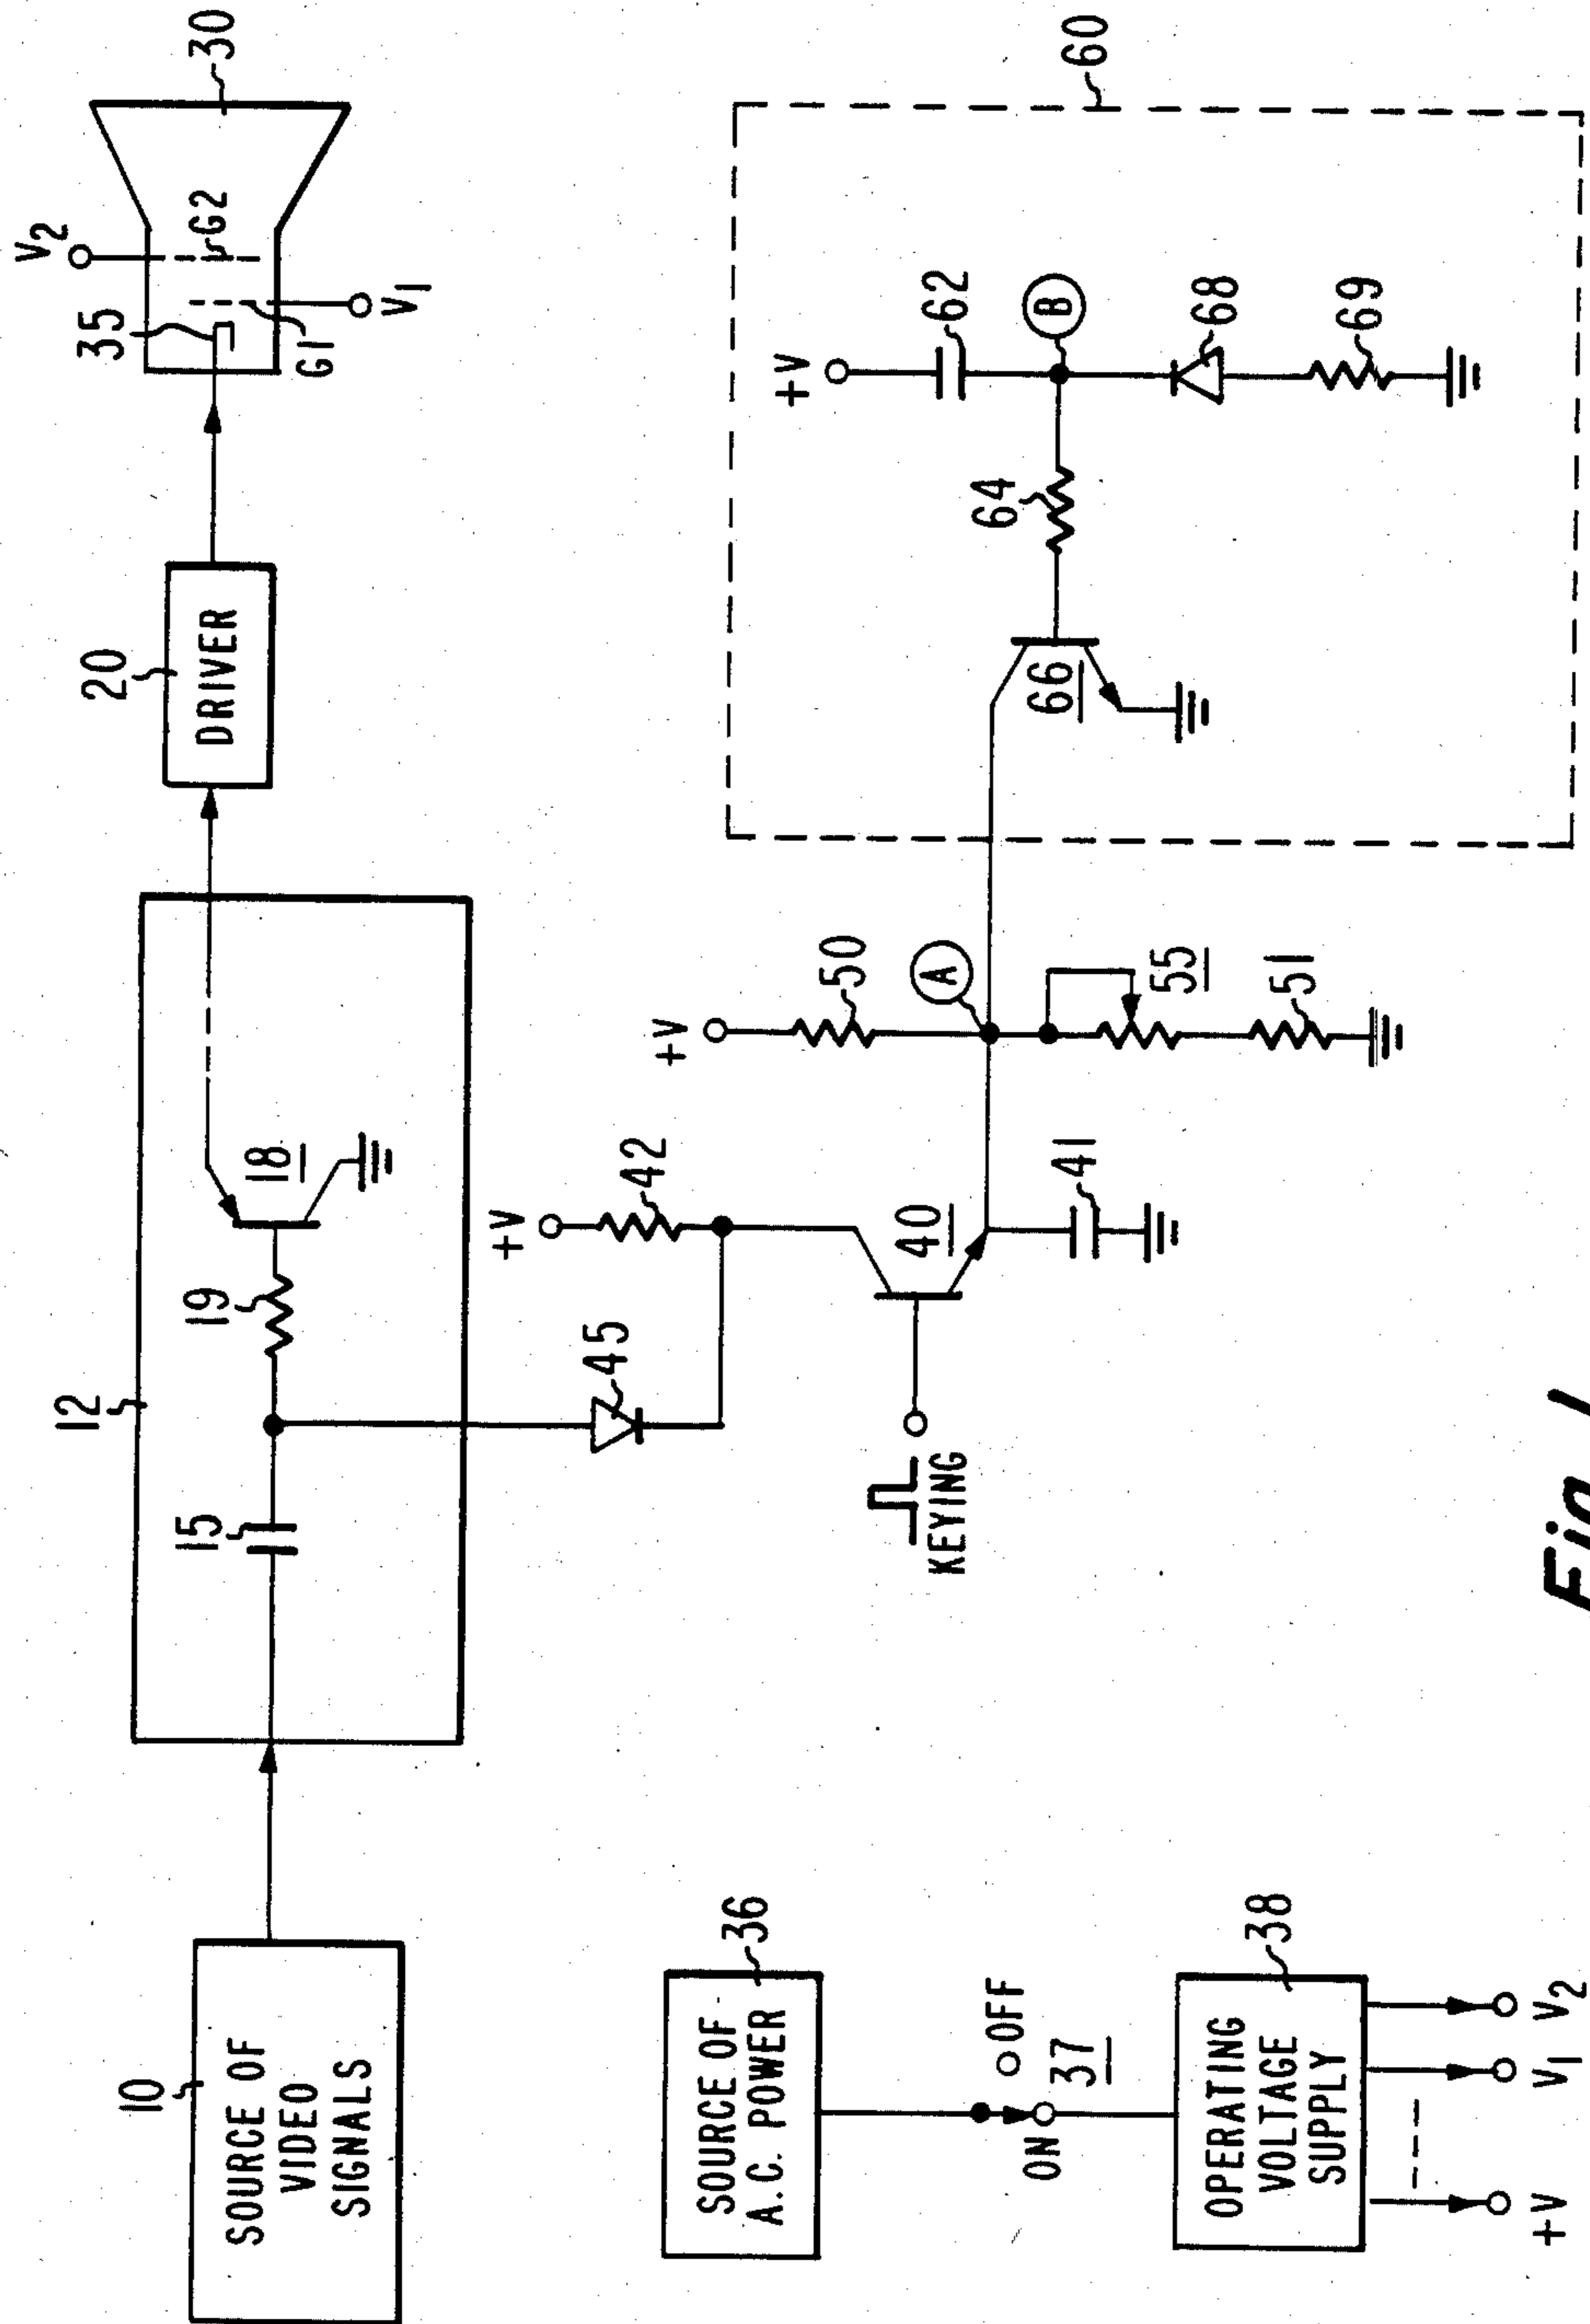 10
SOURCE OF
VIDEO
SIGNALS
12
15
19
18
20
DRIVER
35
V2
G2
G1
V1
30
36
SOURCE OF
A.C. POWER
ON
OFF
37
38
OPERATING
VOLTAGE
SUPPLY
+V
V1
V2
KEYING
45
+V
42
40
41
+V
50
A
55
51
60
66
64
+V
62
B
68
69
Fig. 1